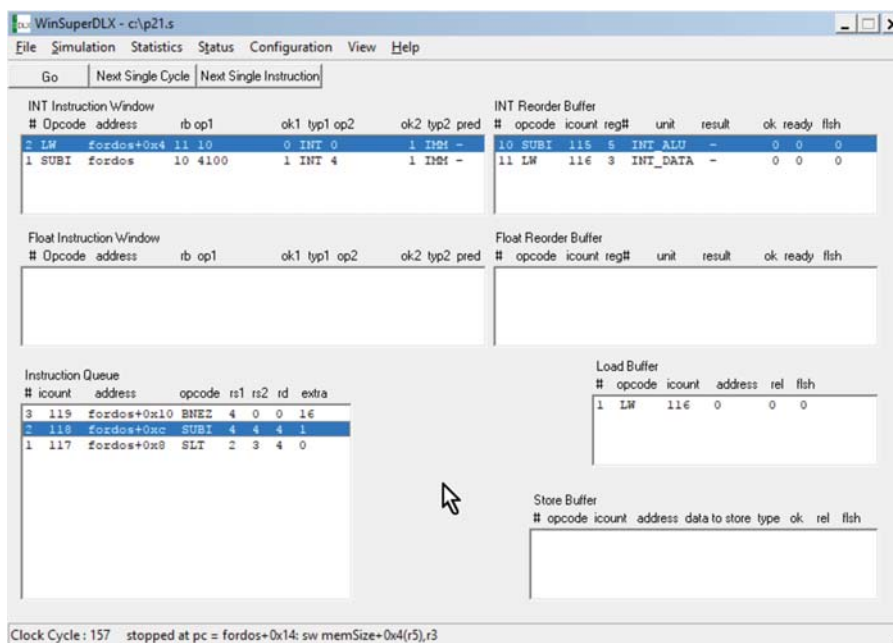 WinSuperDLX - c:\p21.s
File Simulation Statistics Status Configuration View Help
Go Next Single Cycle Next Single Instruction
INT Instruction Window
# Opcode address rb op1 ok1 typ1 op2 ok2 typ2 pred
2 LW fordos+0x4 11 10 0 INT 0 1 IMM -
1 SUBI fordos 10 4100 1 INT 4 1 IMM -
INT Reorder Buffer
# opcode icount reg# unit result ok ready flsh
10 SUBI 115 5 INT_ALU - 0 0 0
11 LW 116 3 INT_DATA - 0 0 0
Float Instruction Window
# Opcode address rb op1 ok1 typ1 op2 ok2 typ2 pred
Float Reorder Buffer
# opcode icount reg# unit result ok ready flsh
Instruction Queue
# icount address opcode rs1 rs2 rd extra
3 119 fordos+0x10 BNEZ 4 0 0 16
2 118 fordos+0xc SUBI 4 4 4 1
1 117 fordos+0x8 SLT 2 3 4 0
Load Buffer
# opcode icount address rel flsh
1 LW 116 0 0 0
Store Buffer
# opcode icount address data to store type ok rel flsh
Clock Cycle : 157 stopped at pc = fordos+0x14: sw memSize+0x4(r5),r3